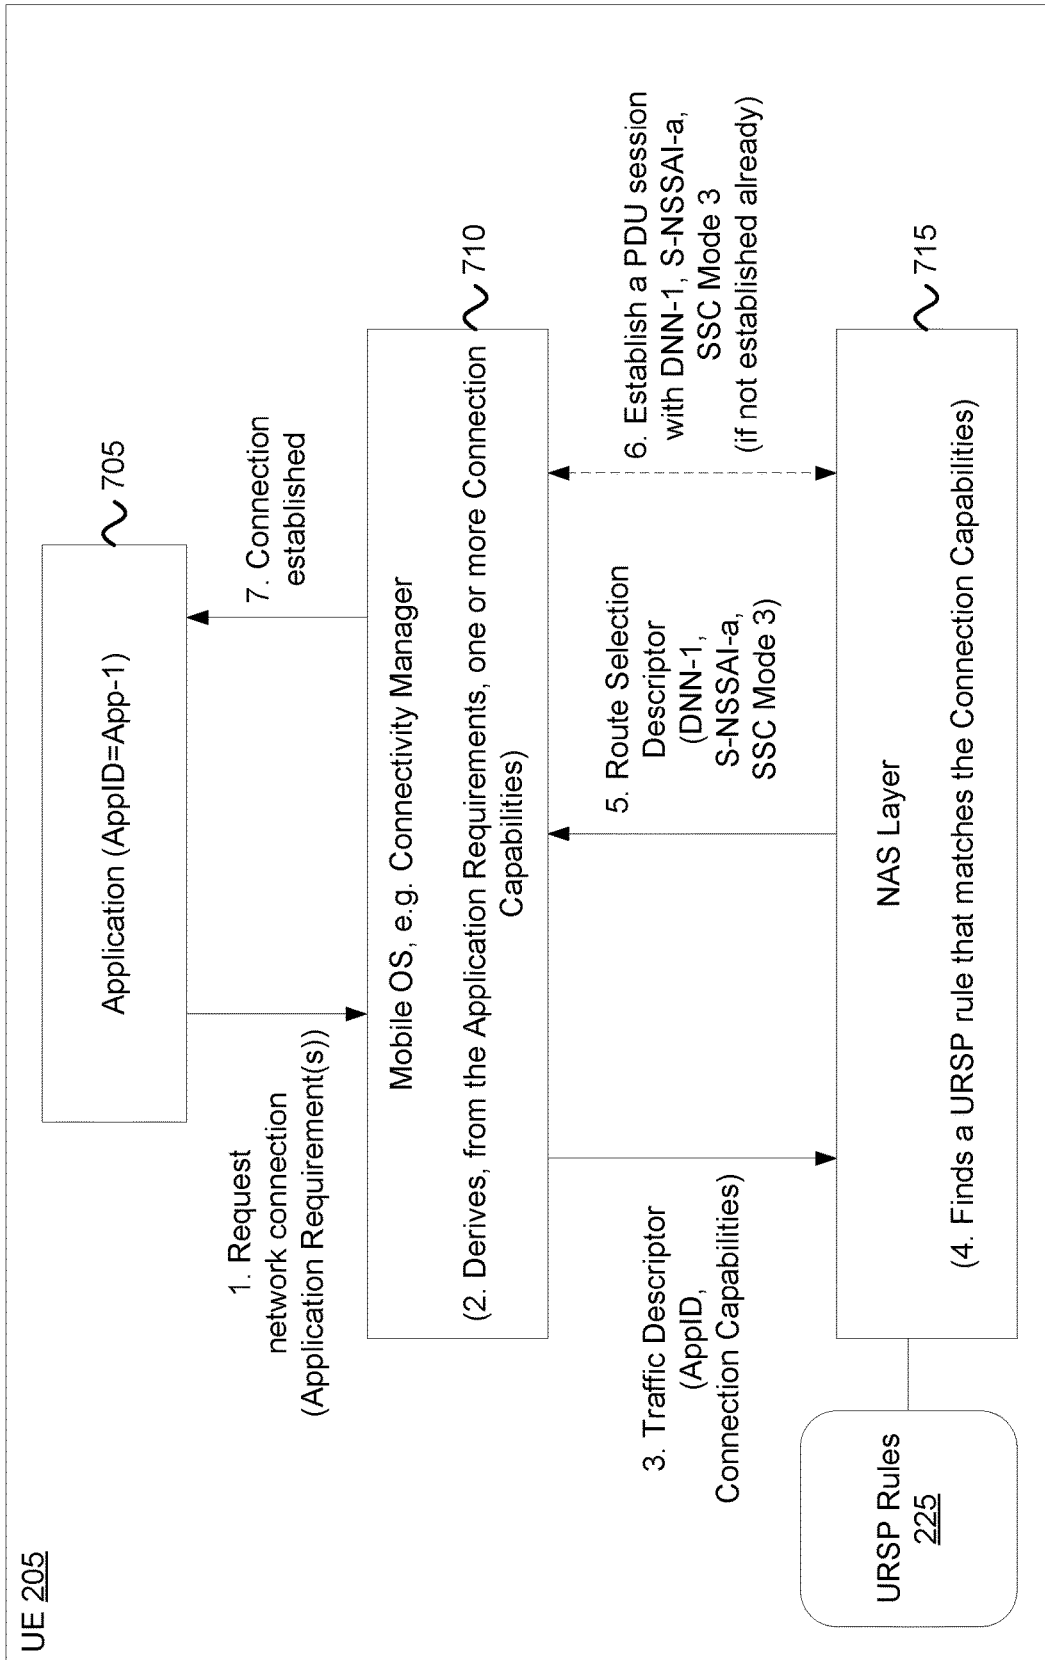 UE 205
Application (AppID=App-1)
705
1. Request
network connection
(Application Requirement(s))
7. Connection
established
Mobile OS, e.g. Connectivity Manager
(2. Derives, from the Application Requirements, one or more Connection
Capabilities)
710
3. Traffic Descriptor
(AppID,
Connection Capabilities)
5. Route Selection
Descriptor
(DNN-1,
S-NSSAI-a,
SSC Mode 3)
6. Establish a PDU session
with DNN-1, S-NSSAI-a,
SSC Mode 3
(if not established already)
URSP Rules
225
NAS Layer
(4. Finds a URSP rule that matches the Connection Capabilities)
715